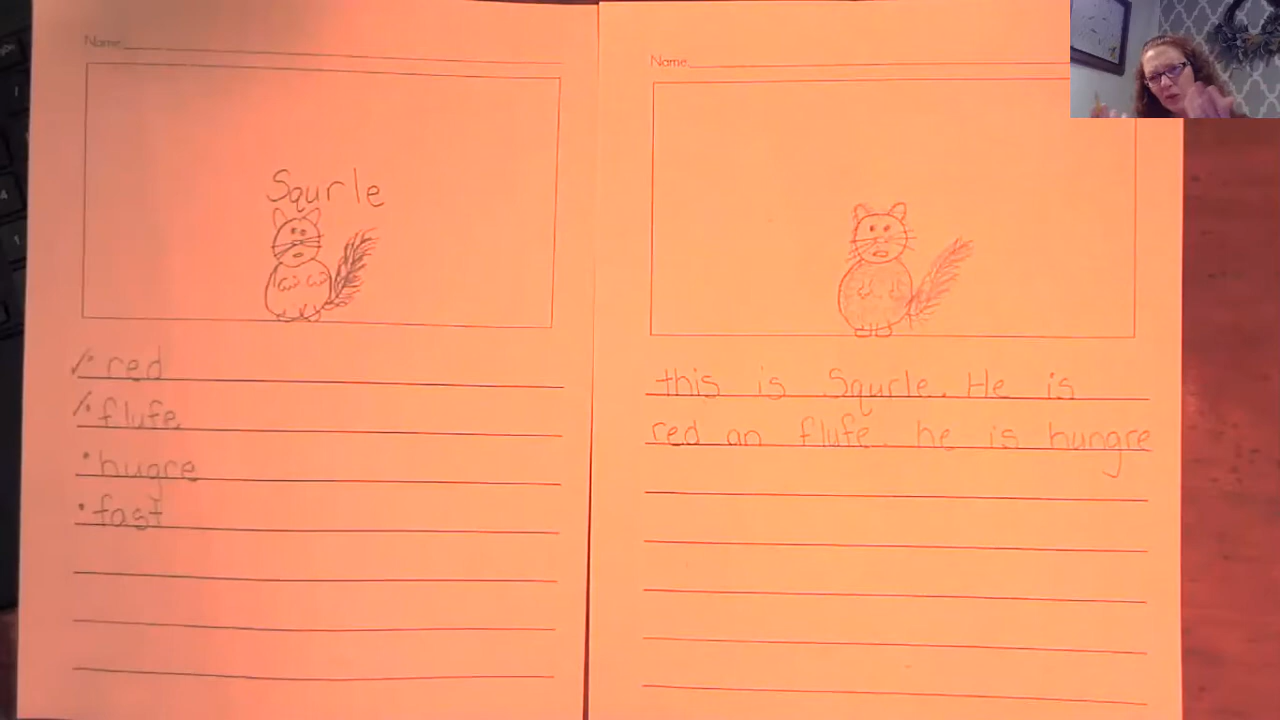 Name
Squrle
red
flufe
hugre
fast
Name
this is Squrle. He is
red an flufe. he is hungre